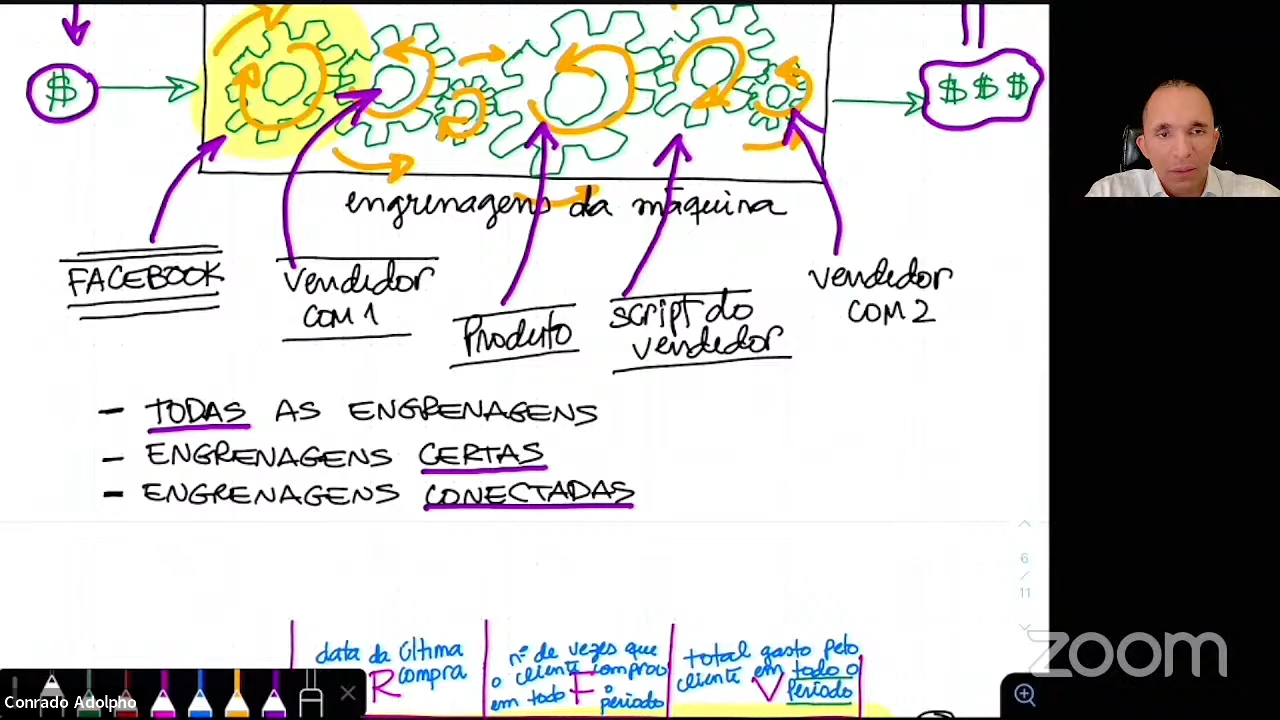 $
$ $ $
engrenagens da máquina
FACEBOOK
vendedor
COM 1
Produto
script do
vendedor
vendedor
COM 2
- TODAS AS ENGRENAGENS
- ENGRENAGENS CERTAS
- ENGRENAGENS CONECTADAS
6
/
11
data da última
compra
R
nº de vezes que
o cliente comprou
em todo o
período
F
total gasto pelo
cliente em todo o
período
V
Conrado Adolpho
zoom